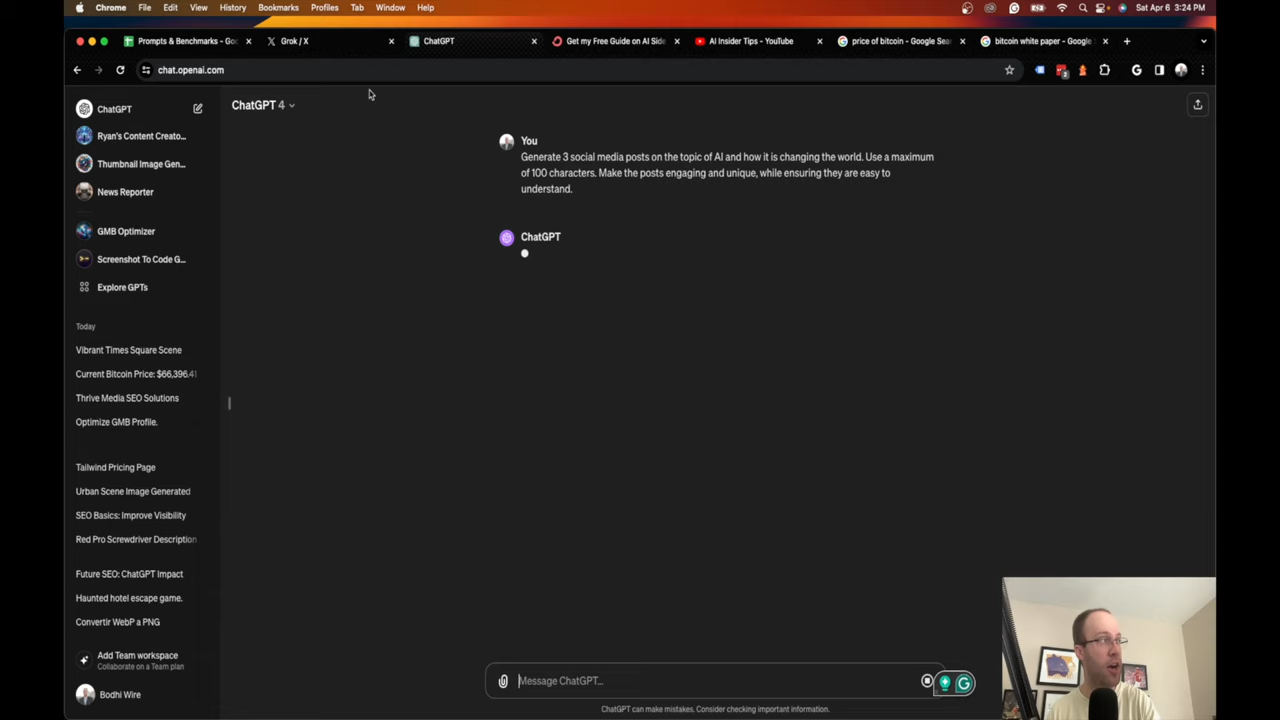 Chrome File Edit View History Bookmarks Profiles Tab Window Help
Sat Apr 6 3:24 PM
Prompts & Benchmarks - Goo
Grok / X
ChatGPT
Get my Free Guide on AI Side
AI Insider Tips - YouTube
price of bitcoin - Google Sea
bitcoin white paper - Google
chat.openai.com
ChatGPT
Ryan's Content Creato...
Thumbnail Image Gen...
News Reporter
GMB Optimizer
Screenshot To Code G...
Explore GPTs
Today
Vibrant Times Square Scene
Current Bitcoin Price: $66,396.41
Thrive Media SEO Solutions
Optimize GMB Profile.
Tailwind Pricing Page
Urban Scene Image Generated
SEO Basics: Improve Visibility
Red Pro Screwdriver Description
Future SEO: ChatGPT Impact
Haunted hotel escape game.
Convertir WebP a PNG
Add Team workspace
Collaborate on a Team plan
Bodhi Wire
ChatGPT 4
You
Generate 3 social media posts on the topic of AI and how it is changing the world. Use a maximum
of 100 characters. Make the posts engaging and unique, while ensuring they are easy to
understand.
ChatGPT
Message ChatGPT...
ChatGPT can make mistakes. Consider checking important information.